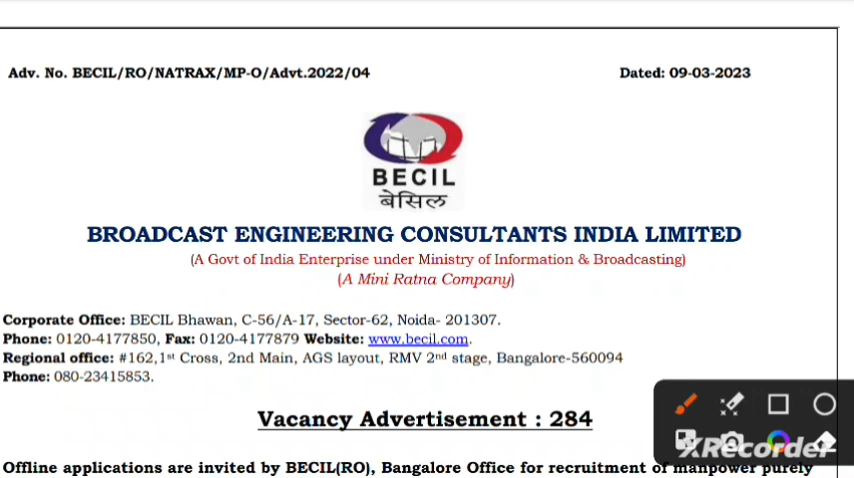 Adv. No. BECIL/RO/NATRAX/MP-O/Advt.2022/04 Dated: 09-03-2023
BECIL
बेसिल
BROADCAST ENGINEERING CONSULTANTS INDIA LIMITED
(A Govt of India Enterprise under Ministry of Information & Broadcasting)
(A Mini Ratna Company)
Corporate Office: BECIL Bhawan, C-56/A-17, Sector-62, Noida- 201307.
Phone: 0120-4177850, Fax: 0120-4177879 Website: www.becil.com.
Regional office: #162,1st Cross, 2nd Main, AGS layout, RMV 2nd stage, Bangalore-560094
Phone: 080-23415853.
Vacancy Advertisement : 284
XRecorder
Offline applications are invited by BECIL(RO), Bangalore Office for recruitment of manpower purely